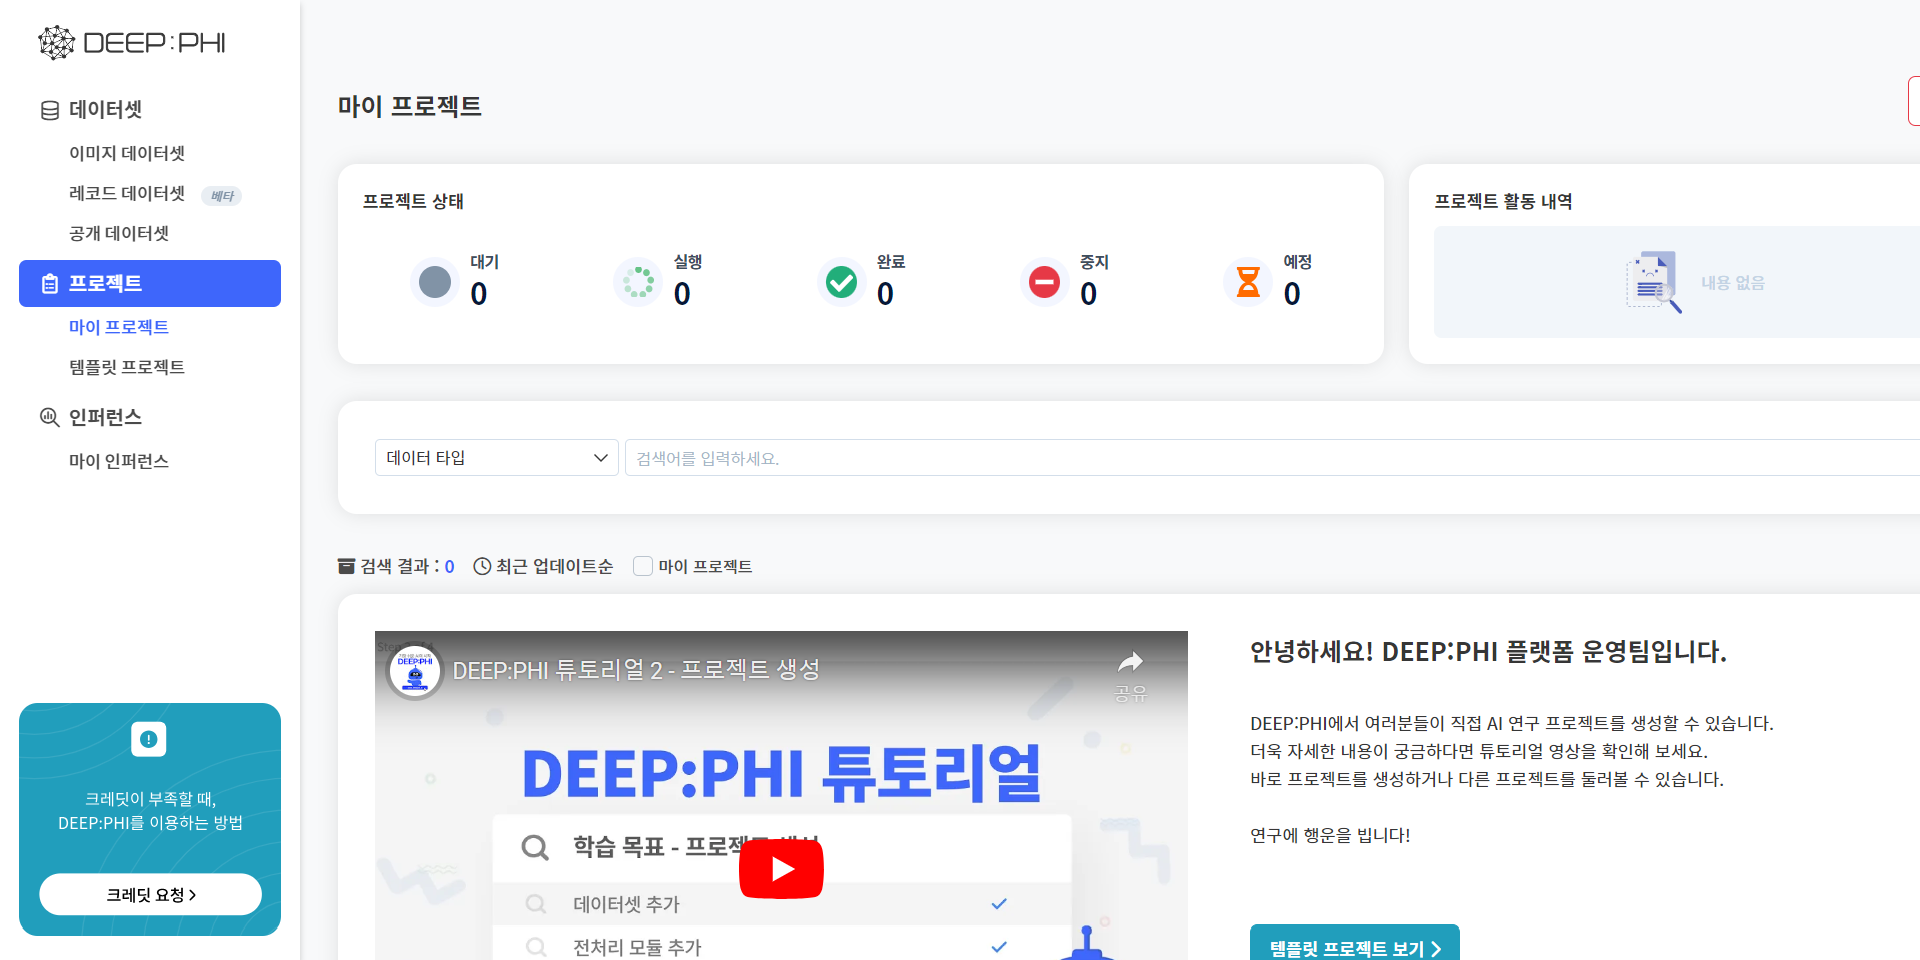 DEEP:PHI
데이터셋
이미지 데이터셋
레코드 데이터셋 베타
공개 데이터셋
프로젝트
마이 프로젝트
템플릿 프로젝트
인퍼런스
마이 인퍼런스
크레딧이 부족할 때,
DEEP:PHI를 이용하는 방법
크레딧 요청
마이 프로젝트
프로젝트 상태
대기
0
실행
0
완료
0
중지
0
예정
0
프로젝트 활동 내역
내용 없음
데이터 타입
검색어를 입력하세요.
검색 결과 : 0 최근 업데이트순 마이 프로젝트
DEEP:PHI
DEEP:PHI 튜토리얼 2 - 프로젝트 생성
공유
DEEP:PHI 튜토리얼
학습 목표 - 프로젝트 생성
데이터셋 추가
전처리 모듈 추가
안녕하세요! DEEP:PHI 플랫폼 운영팀입니다.
DEEP:PHI에서 여러분들이 직접 AI 연구 프로젝트를 생성할 수 있습니다.
더욱 자세한 내용이 궁금하다면 튜토리얼 영상을 확인해 보세요.
바로 프로젝트를 생성하거나 다른 프로젝트를 둘러볼 수 있습니다.
연구에 행운을 빕니다!
템플릿 프로젝트 보기